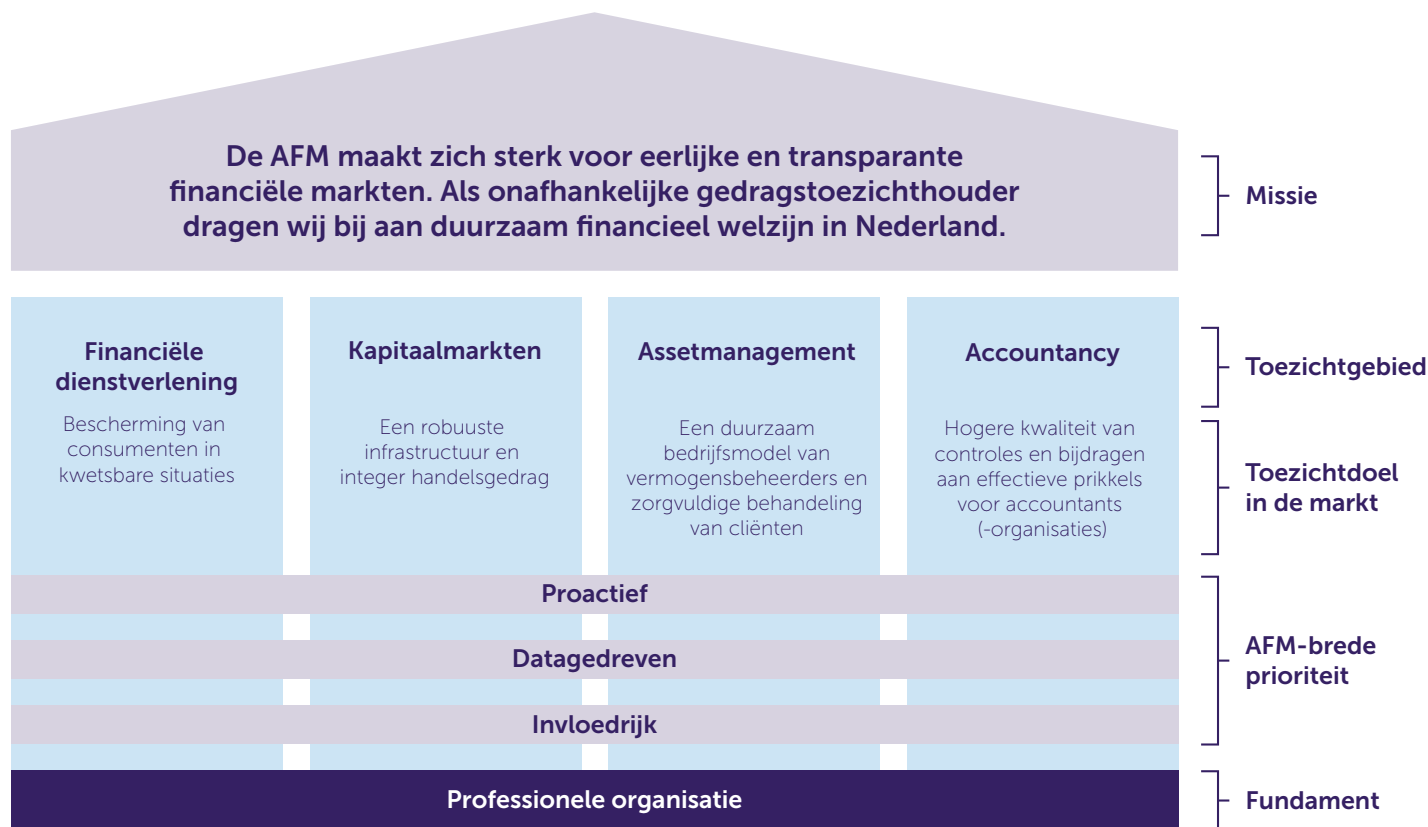 De AFM maakt zich sterk voor eerlijke en transparante
financiële markten. Als onafhankelijke gedragstoezichthouder
dragen wij bij aan duurzaam financieel welzijn in Nederland.
Missie
Financiële
dienstverlening
Kapitaalmarkten
Assetmanagement
Accountancy
Toezichtgebied
Bescherming van
consumenten in
kwetsbare situaties
Een robuuste
infrastructuur en
integer handelsgedrag
Een duurzaam
bedrijfsmodel van
vermogensbeheerders en
zorgvuldige behandeling
van cliënten
Hogere kwaliteit van
controles en bijdragen
aan effectieve prikkels
voor accountants
(-organisaties)
Toezichtdoel
in de markt
Proactief
Datagedreven
Invloedrijk
AFM-brede
prioriteit
Professionele organisatie
Fundament